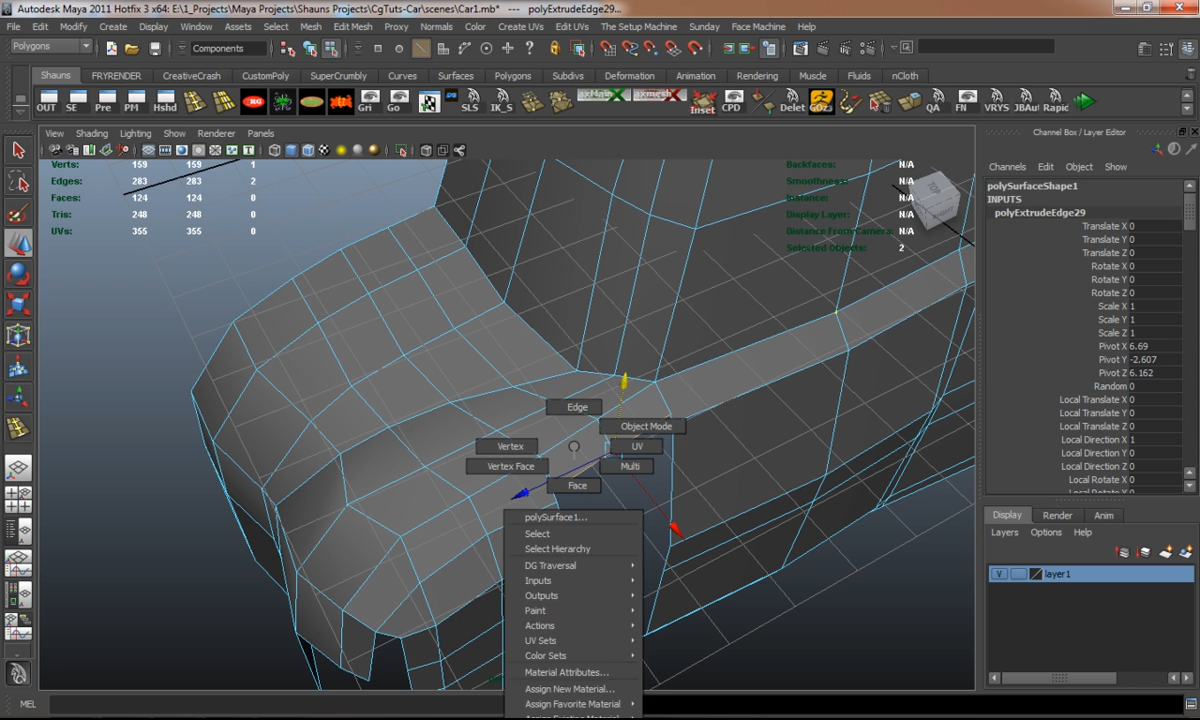 Autodesk Maya 2011 Hotfix 3 x64: E:\1_Projects\Maya Projects\Shauns Projects\CgTuts-Car\scenes\Car1.mb* --- polyExtrudeEdge29...
File Edit Modify Create Display Window Assets Select Mesh Edit Mesh Proxy Normals Color Create UVs Edit UVs The Setup Machine Sunday Face Machine Help
Polygons Components
Shauns FRYRENDER CreativeCrash CustomPoly SuperCrumbly Curves Surfaces Polygons Subdivs Deformation Animation Rendering Muscle Fluids nCloth
OUT SE Pre PM Hshd Gri Go SLS IK_S Inset CPD Delet GOz3 QA FN VRYS JBAut Rapic
View Shading Lighting Show Renderer Panels
Verts: 159 159 1
Edges: 283 283 2
Faces: 124 124 0
Tris: 248 248 0
UVs: 355 355 0
Backfaces: N/A
Smoothness: N/A
Instance: N/A
Display Layer: N/A
Distance From Camera: N/A
Selected Objects: 2
TOP
Edge
Object Mode
Vertex
UV
Vertex Face
Multi
Face
polySurface1...
Select
Select Hierarchy
DG Traversal
Inputs
Outputs
Paint
Actions
UV Sets
Color Sets
Material Attributes...
Assign New Material...
Assign Favorite Material
Assign Existing Material
Channel Box / Layer Editor
Channels Edit Object Show
polySurfaceShape1
INPUTS
polyExtrudeEdge29
Translate X 0
Translate Y 0
Translate Z 0
Rotate X 0
Rotate Y 0
Rotate Z 0
Scale X 1
Scale Y 1
Scale Z 1
Pivot X 6.69
Pivot Y -2.607
Pivot Z 6.162
Random 0
Local Translate X 0
Local Translate Y 0
Local Translate Z 0
Local Direction X 1
Local Direction Y 0
Local Direction Z 0
Local Rotate X 0
Local Rotate Y 0
Display Render Anim
Layers Options Help
V layer1
MEL